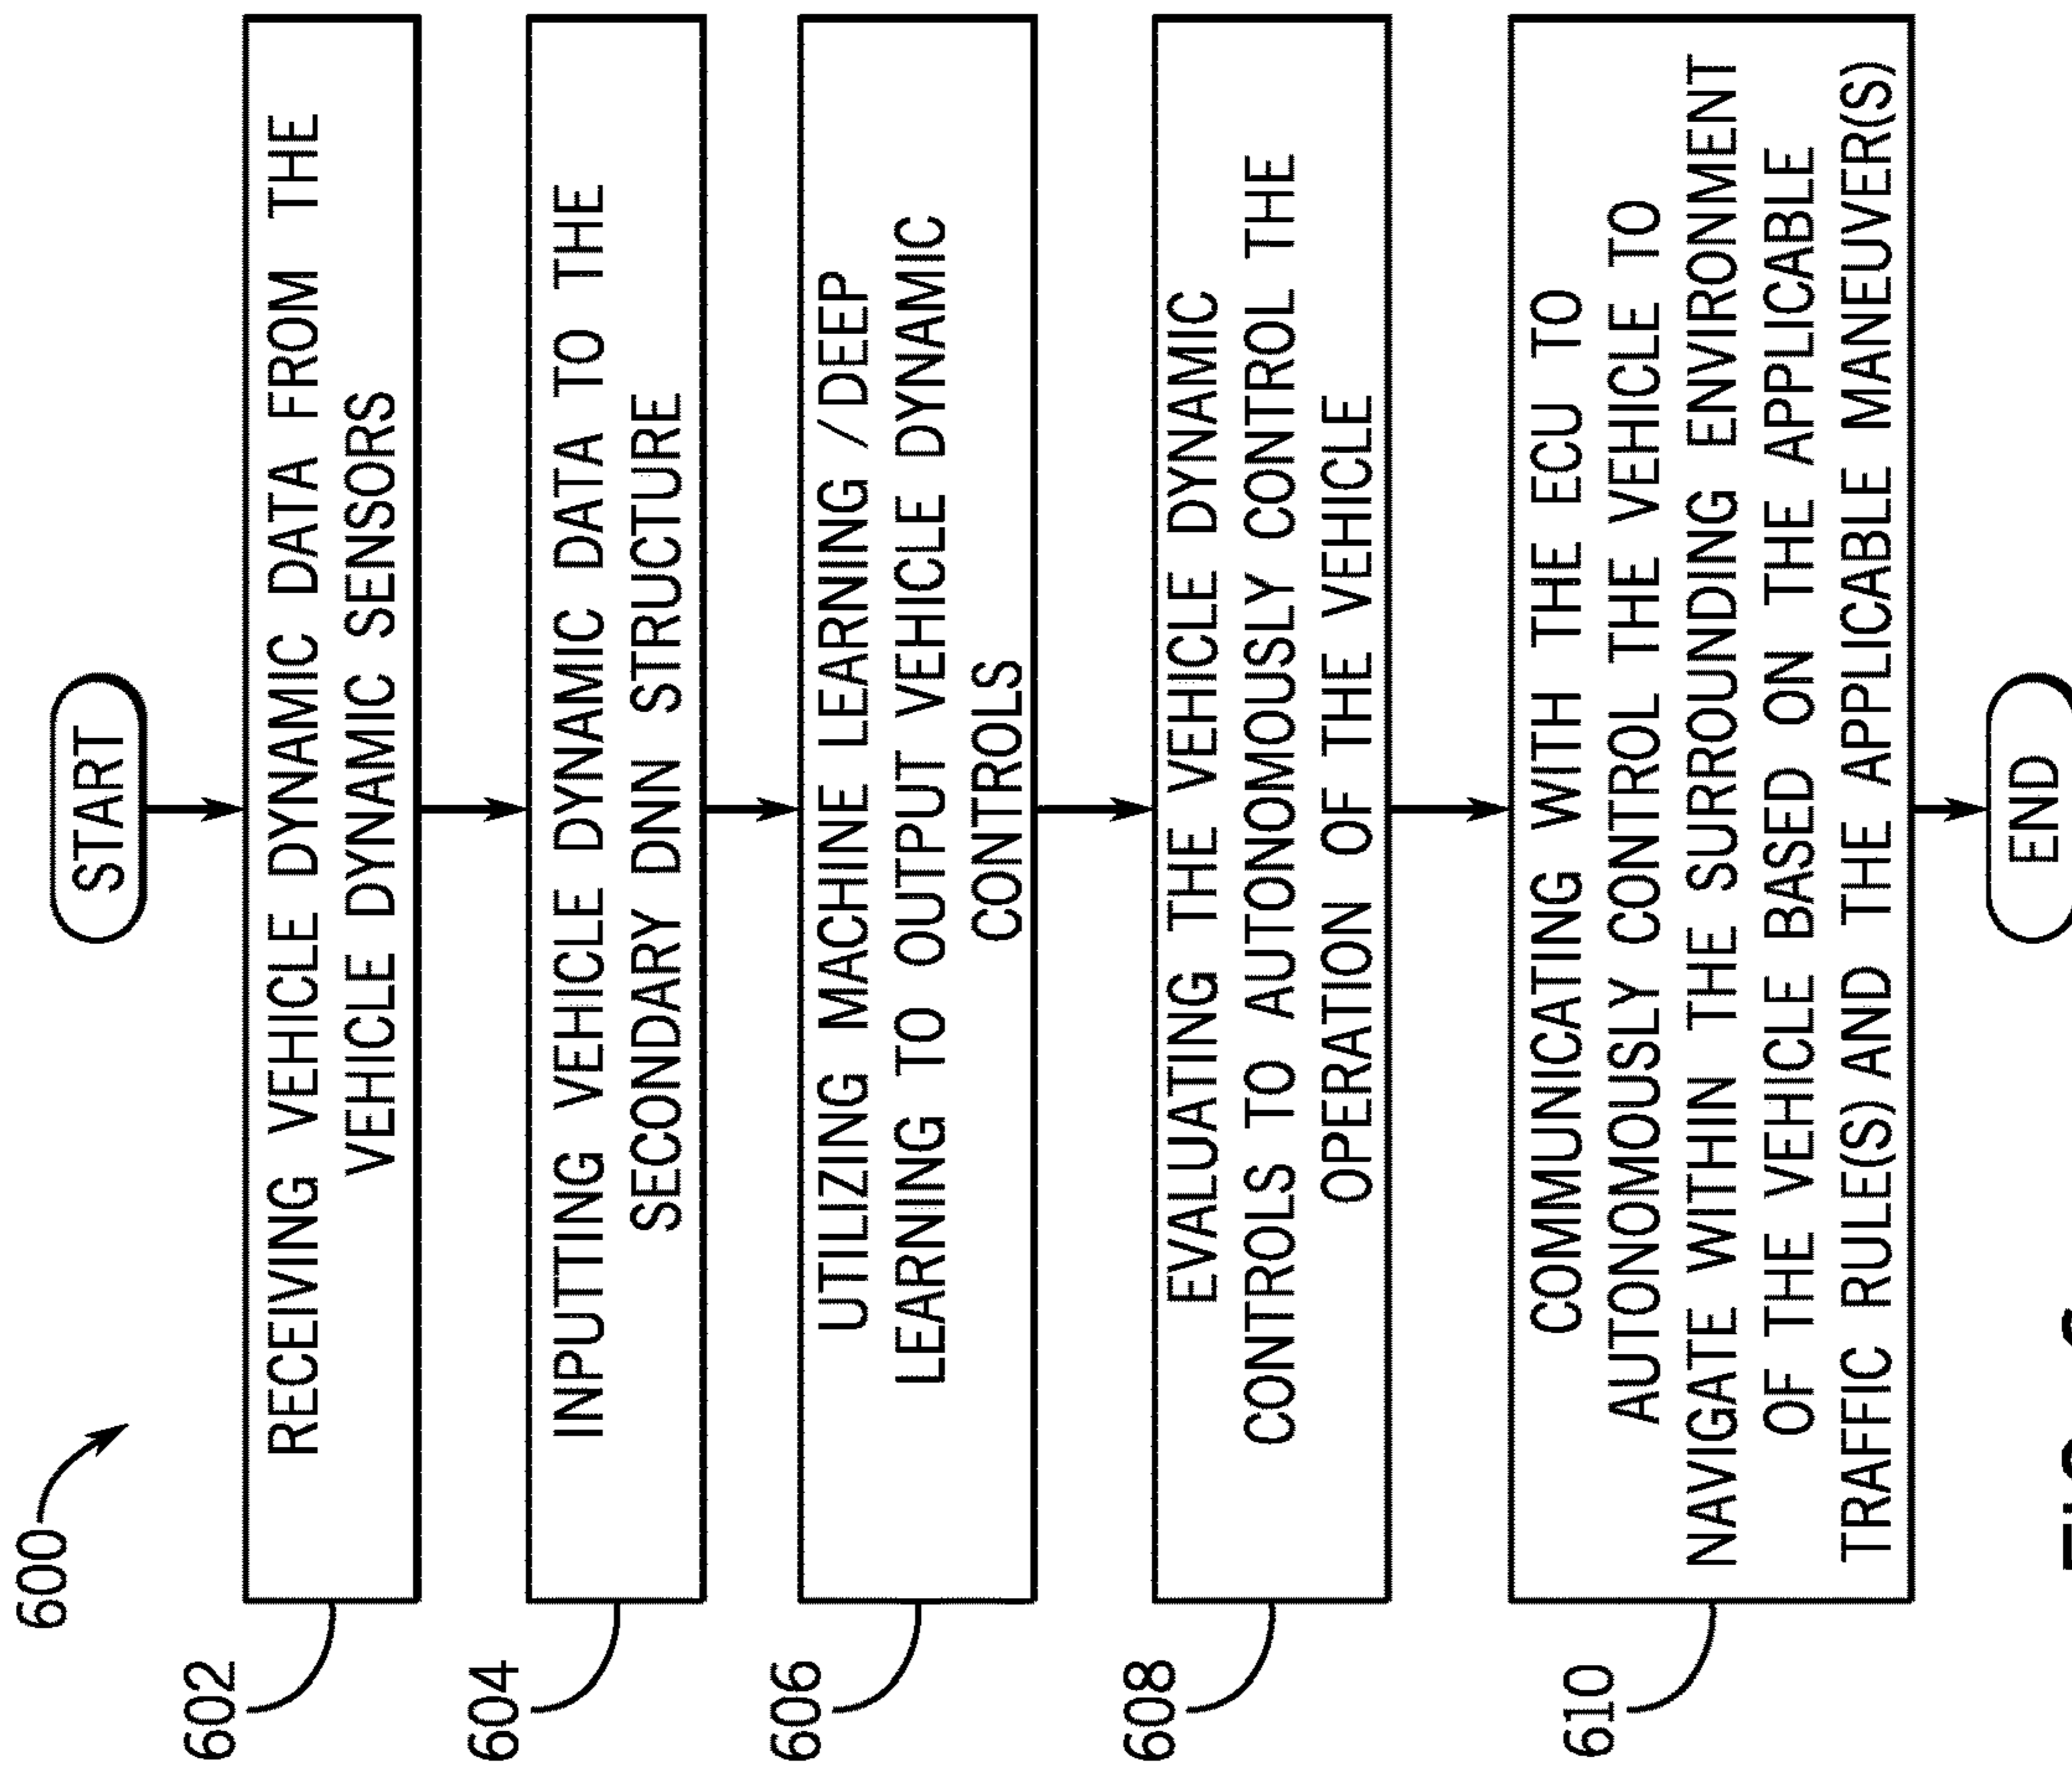 600
START
602
RECEIVING VEHICLE DYNAMIC DATA FROM THE
VEHICLE DYNAMIC SENSORS
604
INPUTTING VEHICLE DYNAMIC DATA TO THE
SECONDARY DNN STRUCTURE
606
UTILIZING MACHINE LEARNING/DEEP
LEARNING TO OUTPUT VEHICLE DYNAMIC
CONTROLS
608
EVALUATING THE VEHICLE DYNAMIC
CONTROLS TO AUTONOMOUSLY CONTROL THE
OPERATION OF THE VEHICLE
610
COMMUNICATING WITH THE ECU TO
AUTONOMOUSLY CONTROL THE VEHICLE TO
NAVIGATE WITHIN THE SURROUNDING ENVIRONMENT
OF THE VEHICLE BASED ON THE APPLICABLE
TRAFFIC RULE(S) AND THE APPLICABLE MANEUVER(S)
END